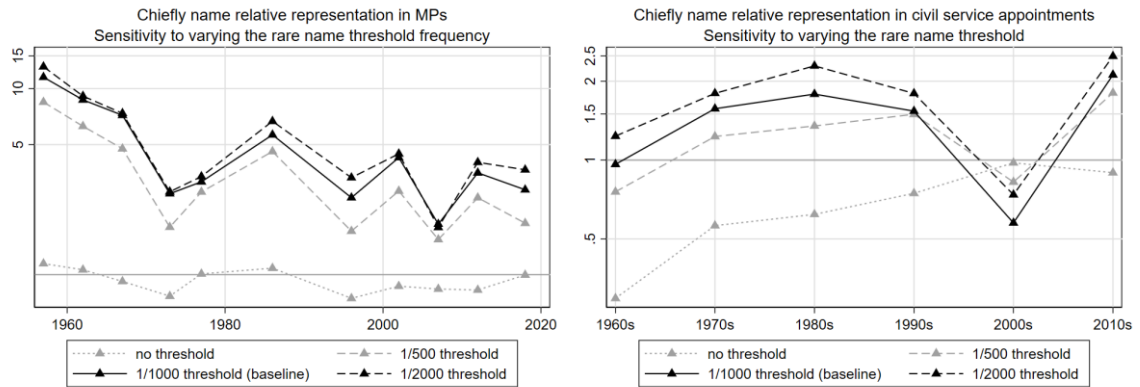 Chiefly name relative representation in MPs
Sensitivity to varying the rare name threshold frequency
15
10
5
1960
1980
2000
2020
no threshold
1/500 threshold
1/1000 threshold (baseline)
1/2000 threshold
Chiefly name relative representation in civil service appointments
Sensitivity to varying the rare name threshold
2.5
2
1.5
1
.5
1960s
1970s
1980s
1990s
2000s
2010s
no threshold
1/500 threshold
1/1000 threshold (baseline)
1/2000 threshold